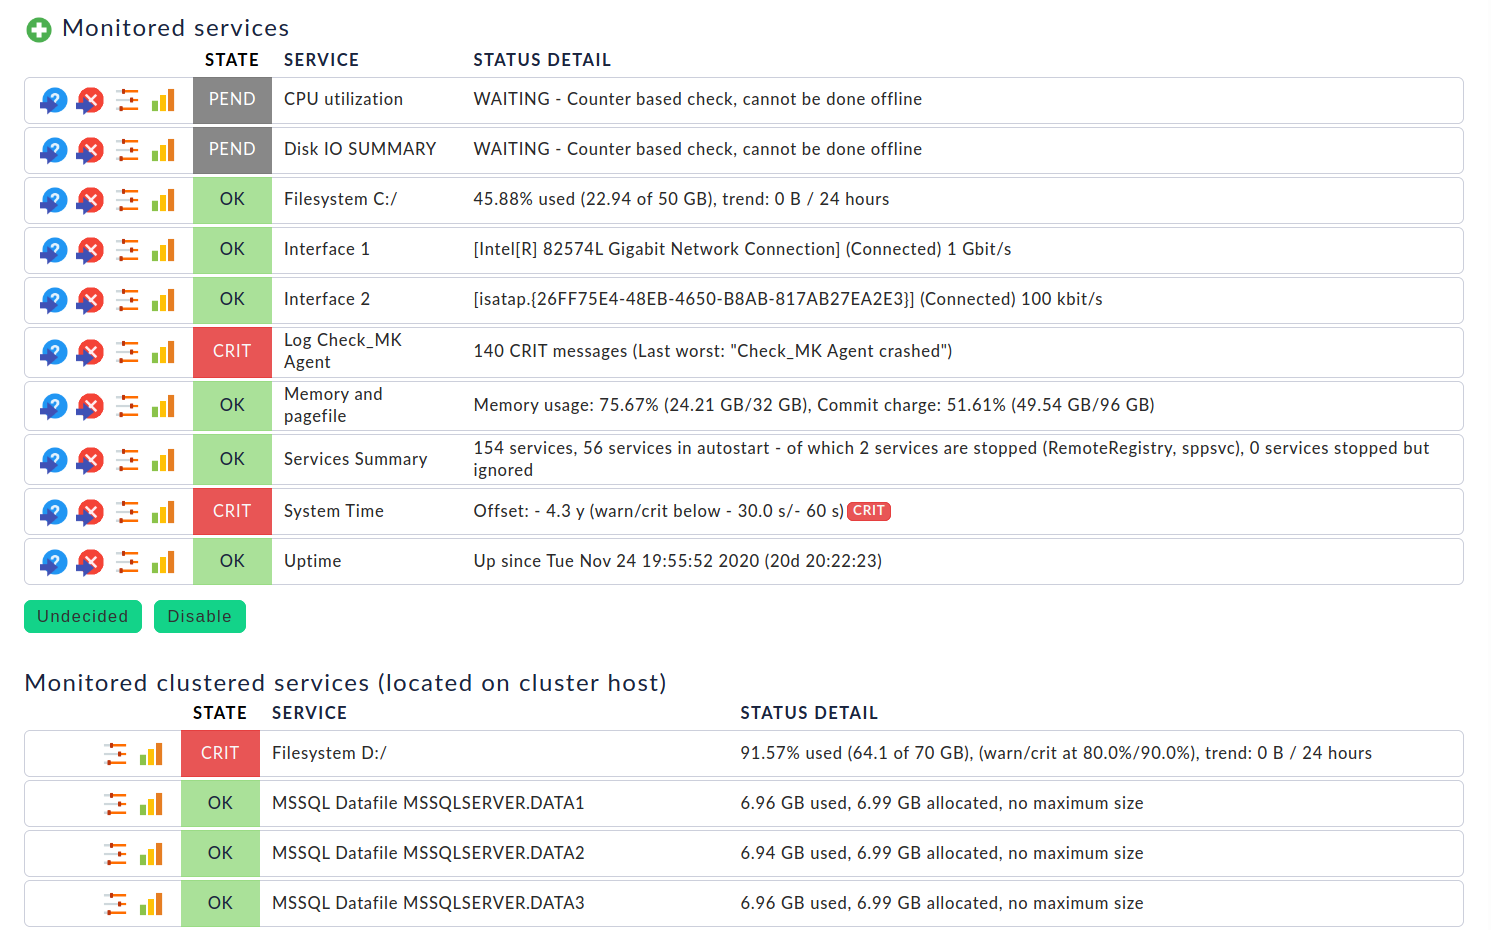 Monitored services
STATE SERVICE STATUS DETAIL
PEND CPU utilization WAITING - Counter based check, cannot be done offline
PEND Disk IO SUMMARY WAITING - Counter based check, cannot be done offline
OK Filesystem C:/ 45.88% used (22.94 of 50 GB), trend: 0 B / 24 hours
OK Interface 1 [Intel[R] 82574L Gigabit Network Connection] (Connected) 1 Gbit/s
OK Interface 2 [isatap.{26FF75E4-48EB-4650-B8AB-817AB27EA2E3}] (Connected) 100 kbit/s
CRIT Log Check_MK
Agent 140 CRIT messages (Last worst: "Check_MK Agent crashed")
OK Memory and
pagefile Memory usage: 75.67% (24.21 GB/32 GB), Commit charge: 51.61% (49.54 GB/96 GB)
OK Services Summary 154 services, 56 services in autostart - of which 2 services are stopped (RemoteRegistry, sppsvc), 0 services stopped but
ignored
CRIT System Time Offset: - 4.3 y (warn/crit below - 30.0 s/- 60 s) CRIT
OK Uptime Up since Tue Nov 24 19:55:52 2020 (20d 20:22:23)
Undecided Disable
Monitored clustered services (located on cluster host)
STATE SERVICE STATUS DETAIL
CRIT Filesystem D:/ 91.57% used (64.1 of 70 GB), (warn/crit at 80.0%/90.0%), trend: 0 B / 24 hours
OK MSSQL Datafile MSSQLSERVER.DATA1 6.96 GB used, 6.99 GB allocated, no maximum size
OK MSSQL Datafile MSSQLSERVER.DATA2 6.94 GB used, 6.99 GB allocated, no maximum size
OK MSSQL Datafile MSSQLSERVER.DATA3 6.96 GB used, 6.99 GB allocated, no maximum size